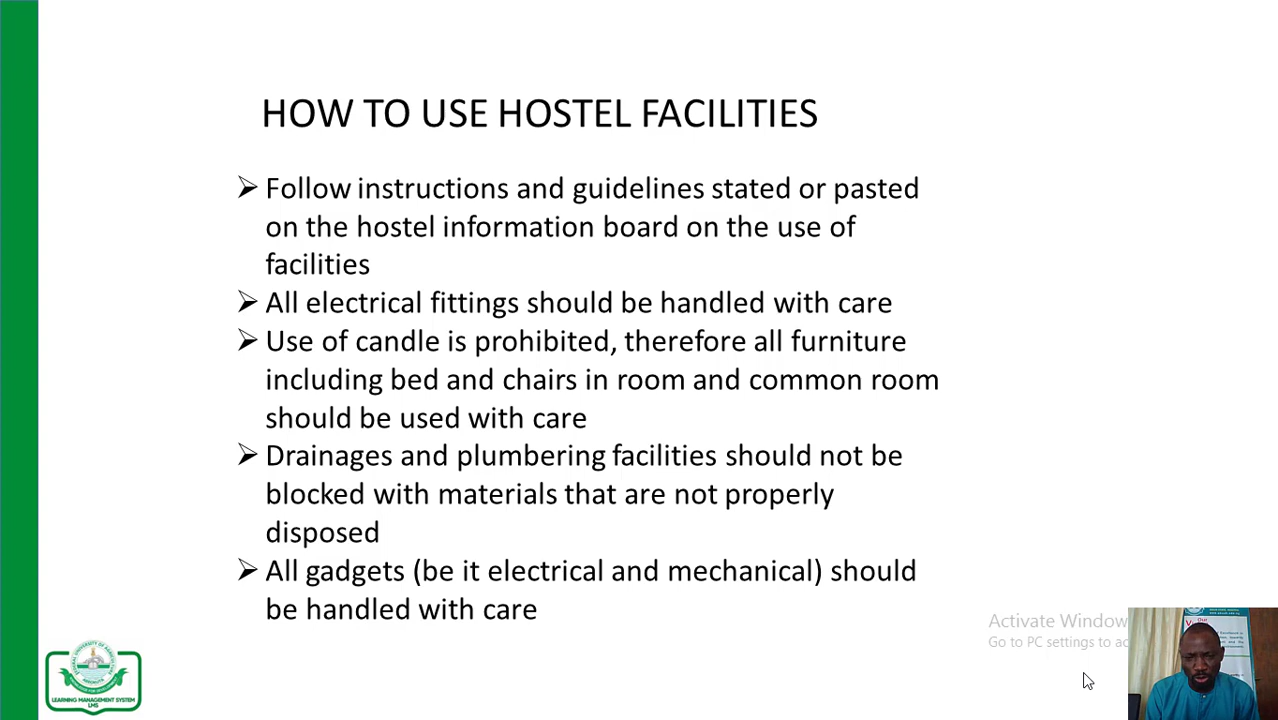 HOW TO USE HOSTEL FACILITIES
Follow instructions and guidelines stated or pasted
on the hostel information board on the use of
facilities
All electrical fittings should be handled with care
Use of candle is prohibited, therefore all furniture
including bed and chairs in room and common room
should be used with care
Drainages and plumbering facilities should not be
blocked with materials that are not properly
disposed
All gadgets (be it electrical and mechanical) should
be handled with care
Activate Window
Go to PC settings to ac
LEARNING MANAGEMENT SYSTEM
LMS